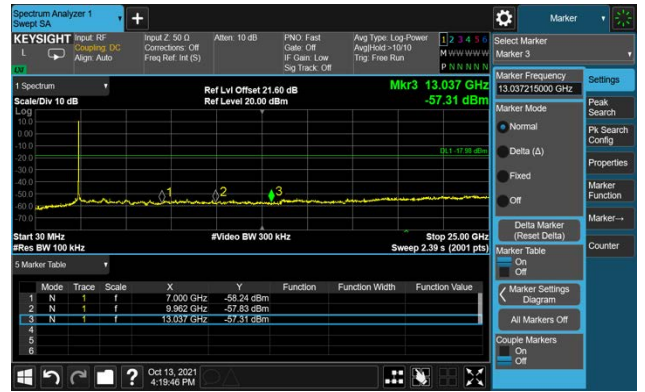 Spectrum Analyzer 1
Swept SA
+
Marker
KEYSIGHT
L
Input: RF
Coupling: DC
Align: Auto
Input Z: 50 Ω
Corrections: Off
Freq Ref: Int (S)
Atten: 10 dB
PNO: Fast
Gate: Off
IF Gain: Low
Sig Track: Off
Avg Type: Log-Power
Avg|Hold:>10/10
Trig: Free Run
1 2 3 4 5 6
M W W W W W
P N N N N N
Select Marker
Marker 3
1 Spectrum
Scale/Div 10 dB
Log
Ref Lvl Offset 21.60 dB
Ref Level 20.00 dBm
Mkr3 13.037 GHz
-57.31 dBm
10.0
0.00
-10.0
-20.0
-30.0
-40.0
-50.0
-60.0
-70.0
DL1 -17.98 dBm
1
2
3
Start 30 MHz
#Res BW 100 kHz
#Video BW 300 kHz
Stop 25.00 GHz
Sweep 2.39 s (2001 pts)
5 Marker Table
Mode Trace Scale X Y Function Function Width Function Value
1 N 1 f 7.000 GHz -58.24 dBm
2 N 1 f 9.962 GHz -57.83 dBm
3 N 1 f 13.037 GHz -57.31 dBm
4
5
6
Marker Frequency
13.037215000 GHz
Marker Mode
Normal
Delta (Δ)
Fixed
Off
Delta Marker
(Reset Delta)
Marker Table
On
Off
Marker Settings
Diagram
All Markers Off
Couple Markers
On
Off
Settings
Peak
Search
Pk Search
Config
Properties
Marker
Function
Marker→
Counter
?
Oct 13, 2021
4:19:46 PM